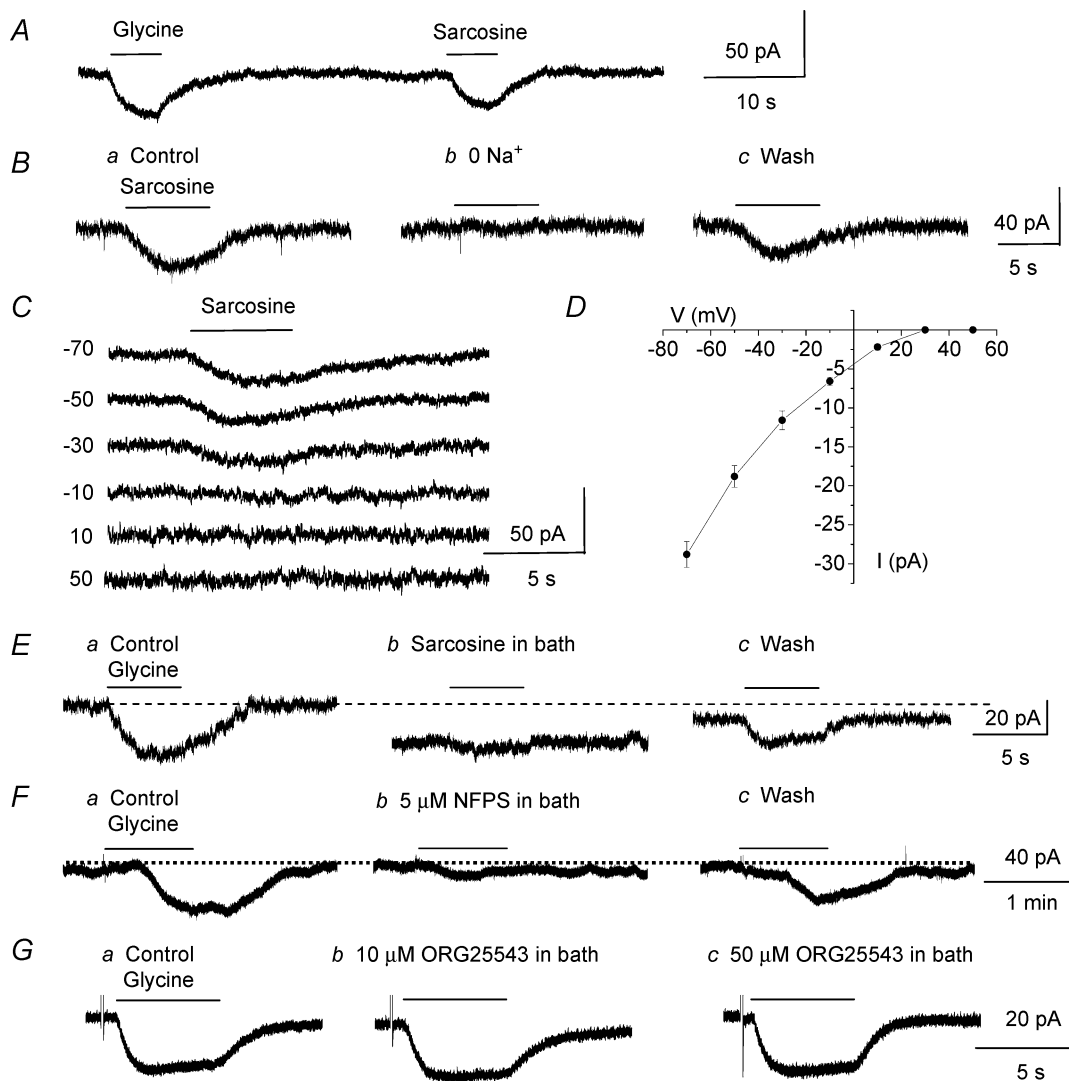 A
Glycine
Sarcosine
50 pA
10 s
B
a Control
Sarcosine
b 0 Na⁺
c Wash
40 pA
5 s
C
Sarcosine
-70
-50
-30
-10
10
50
50 pA
5 s
D
V (mV)
-80 -60 -40 -20 20 40 60
-5
-10
-15
-20
-25
-30
I (pA)
E
a Control
Glycine
b Sarcosine in bath
c Wash
20 pA
5 s
F
a Control
Glycine
b 5 μM NFPS in bath
c Wash
40 pA
1 min
G
a Control
Glycine
b 10 μM ORG25543 in bath
c 50 μM ORG25543 in bath
20 pA
5 s